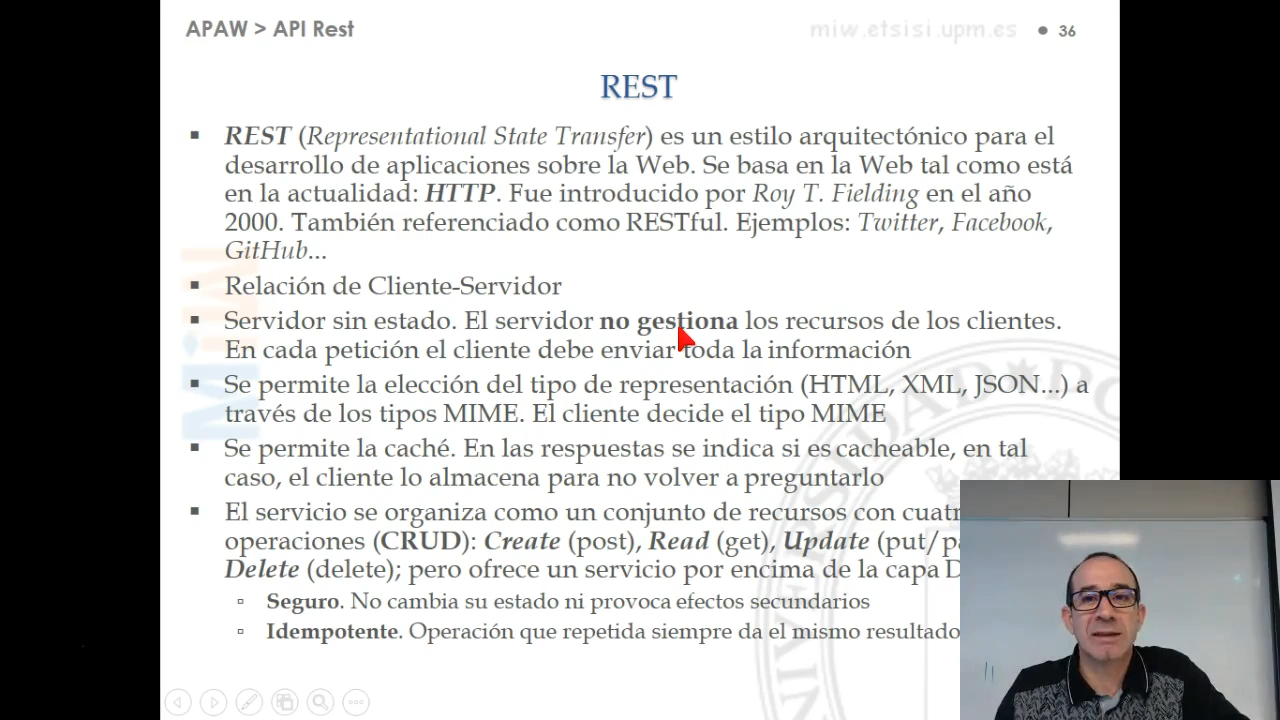 APAW > API Rest
miw.etsisi.upm.es
36
REST
REST (Representational State Transfer) es un estilo arquitectónico para el
desarrollo de aplicaciones sobre la Web. Se basa en la Web tal como está
en la actualidad: HTTP. Fue introducido por Roy T. Fielding en el año
2000. También referenciado como RESTful. Ejemplos: Twitter, Facebook,
GitHub...
Relación de Cliente-Servidor
Servidor sin estado. El servidor no gestiona los recursos de los clientes.
En cada petición el cliente debe enviar toda la información
Se permite la elección del tipo de representación (HTML, XML, JSON...) a
través de los tipos MIME. El cliente decide el tipo MIME
Se permite la caché. En las respuestas se indica si es cacheable, en tal
caso, el cliente lo almacena para no volver a preguntarlo
El servicio se organiza como un conjunto de recursos con
operaciones (CRUD): Create (post), Read (get), Update (put/
Delete (delete); pero ofrece un servicio por encima de la capa
Seguro. No cambia su estado ni provoca efectos secundarios
Idempotente. Operación que repetida siempre da el mismo resultado